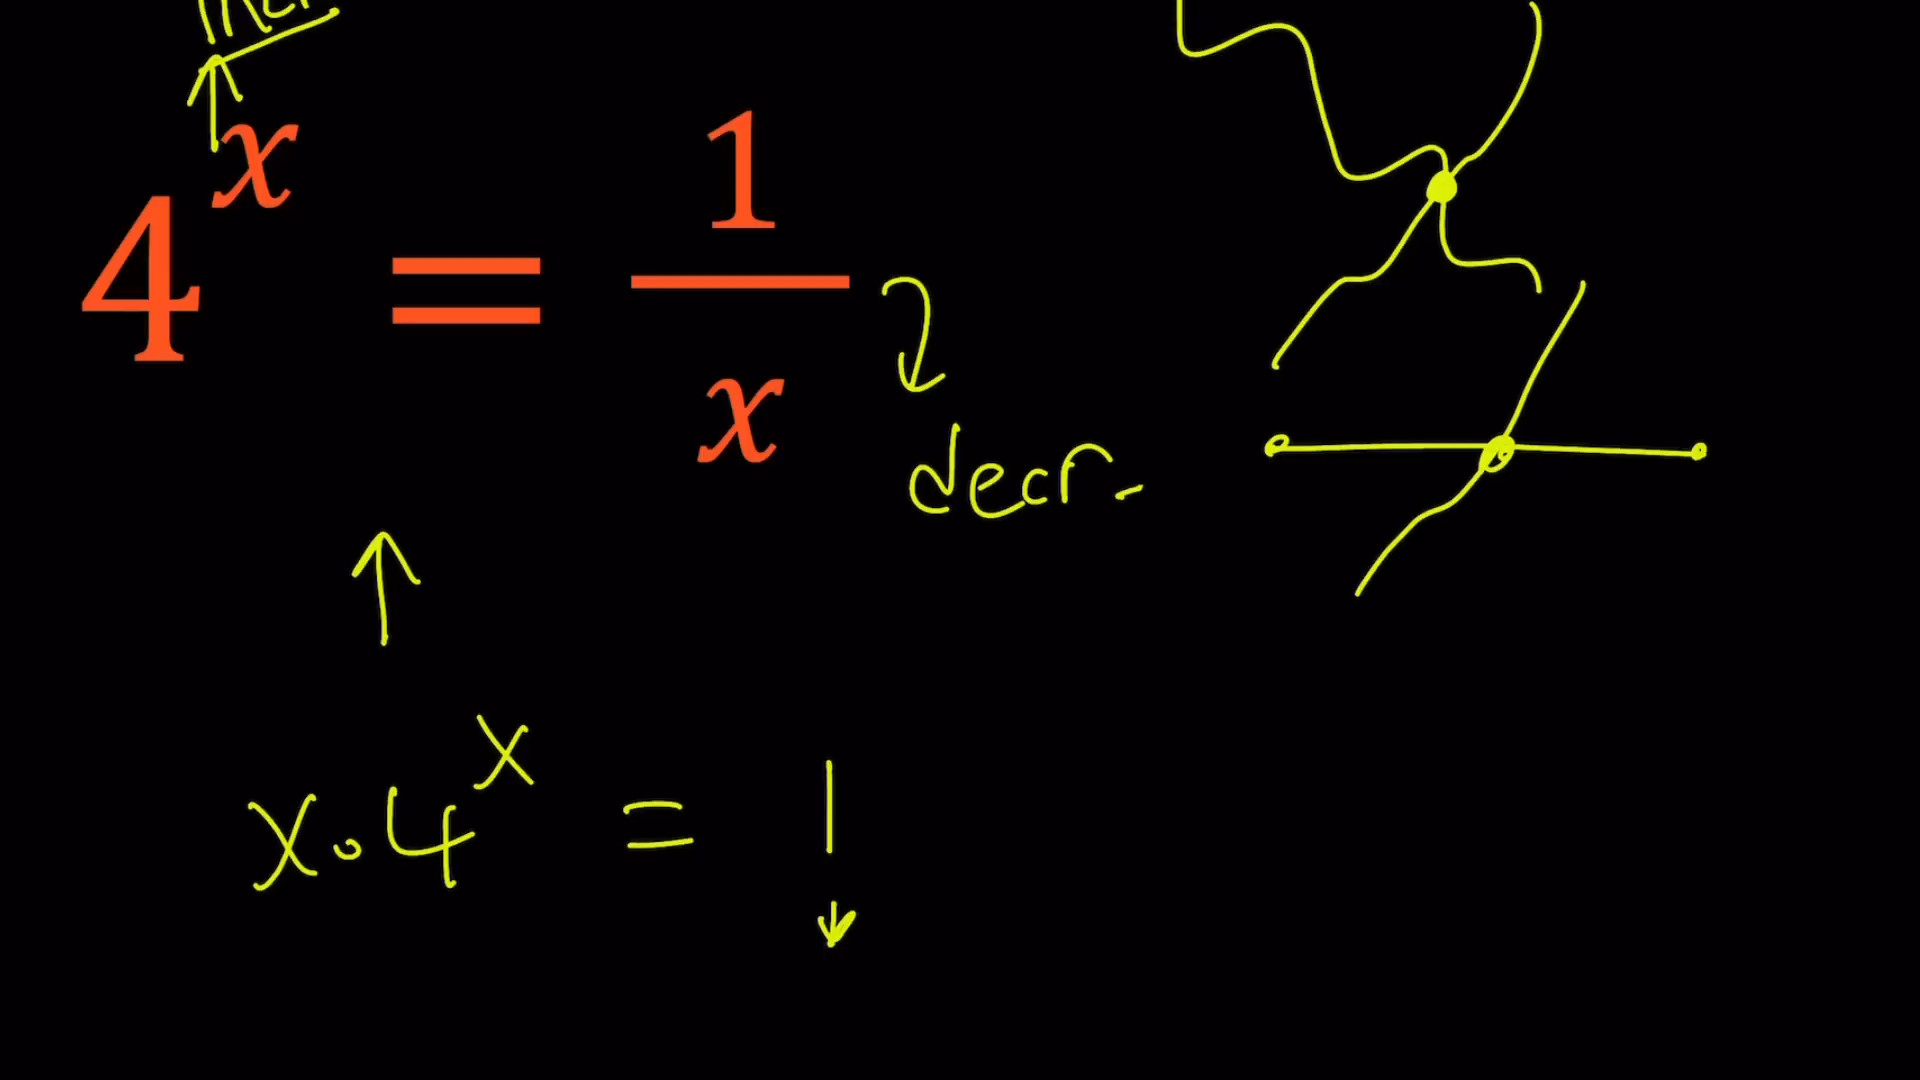 4^x = 1/x
decr.
x·4^x = 1